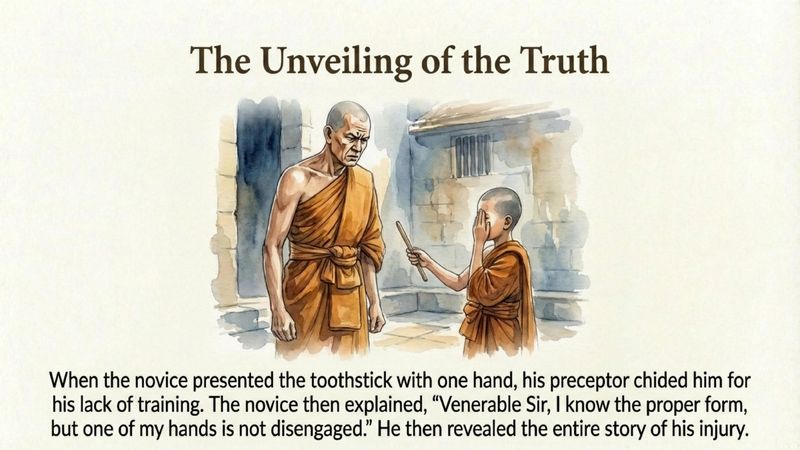 The Unveiling of the Truth
When the novice presented the toothstick with one hand, his preceptor chided him for
his lack of training. The novice then explained, “Venerable Sir, I know the proper form,
but one of my hands is not disengaged.” He then revealed the entire story of his injury.